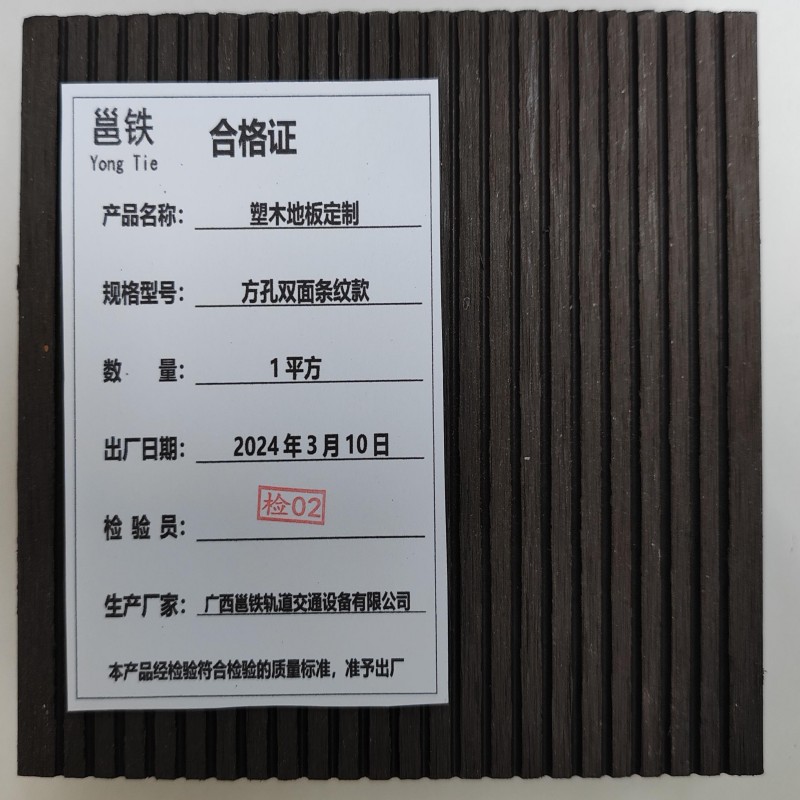 邕铁
Yong Tie
合格证
产品名称： 塑木地板定制
规格型号： 方孔双面条纹款
数 量： 1平方
出厂日期： 2024年3月10日
检 验 员： 检02
生产厂家： 广西邕铁轨道交通设备有限公司
本产品经检验符合检验的质量标准，准予出厂